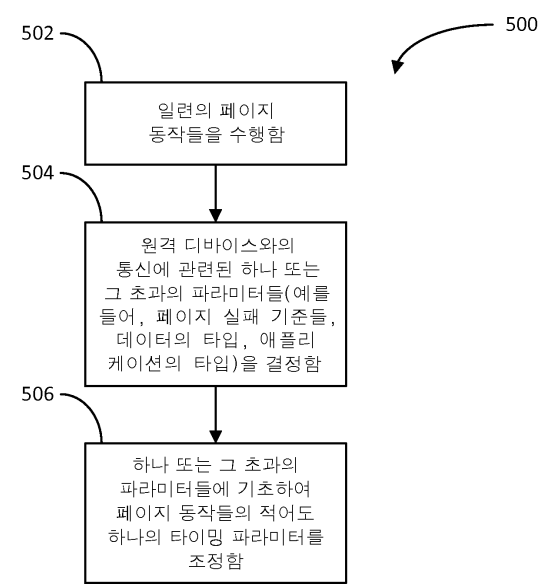 502
500
일련의 페이지
동작들을 수행함
504
원격 디바이스와의
통신에 관련된 하나 또는
그 초과의 파라미터들(예를
들어, 페이지 실패 기준들,
데이터의 타입, 애플리
케이션의 타입)을 결정함
506
하나 또는 그 초과의
파라미터들에 기초하여
페이지 동작들의 적어도
하나의 타이밍 파라미터를
조정함